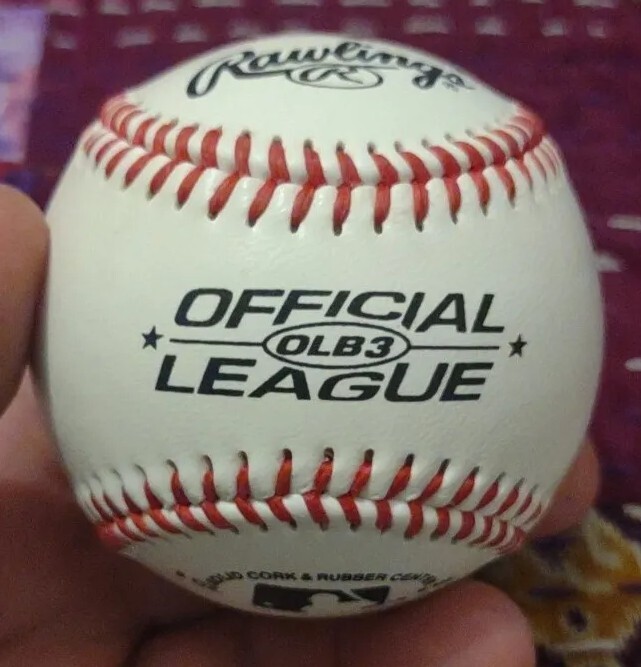 Rawlings
R
OFFICIAL
OLB3
LEAGUE
SOLID CORK & RUBBER CENTER